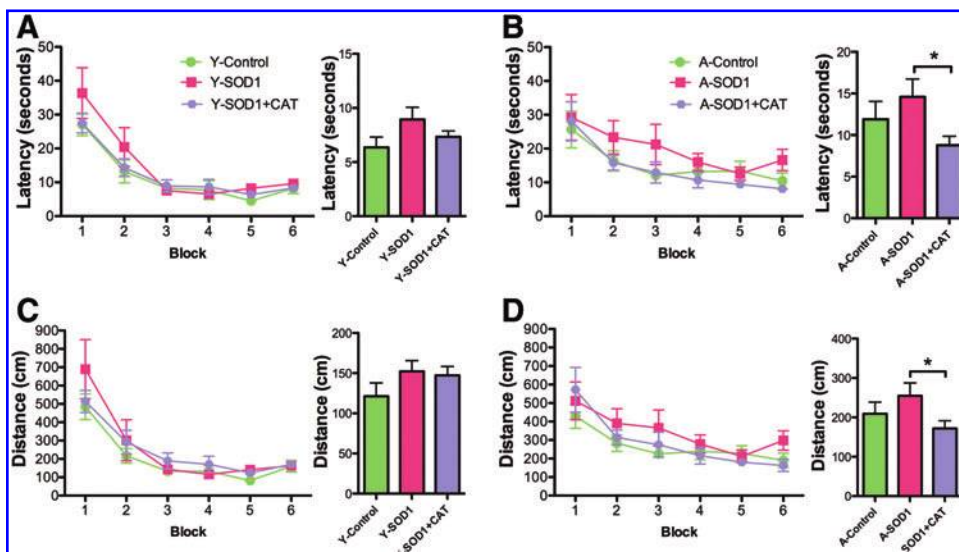 A
Latency (seconds)
50
40
30
20
10
0
1 2 3 4 5 6
Block
Y-Control
Y-SOD1
Y-SOD1+CAT
Latency (seconds)
15
10
5
0
Y-Control
Y-SOD1
Y-SOD1+CAT
B
Latency (seconds)
50
40
30
20
10
0
1 2 3 4 5 6
Block
A-Control
A-SOD1
A-SOD1+CAT
Latency (seconds)
20
15
10
5
0
*
A-Control
A-SOD1
A-SOD1+CAT
C
Distance (cm)
900
800
700
600
500
400
300
200
100
0
1 2 3 4 5 6
Block
Distance (cm)
200
150
100
50
0
Y-Control
Y-SOD1
Y-SOD1+CAT
D
Distance (cm)
900
800
700
600
500
400
300
200
100
0
1 2 3 4 5 6
Block
Distance (cm)
400
300
200
100
0
*
A-Control
A-SOD1
SOD1+CAT